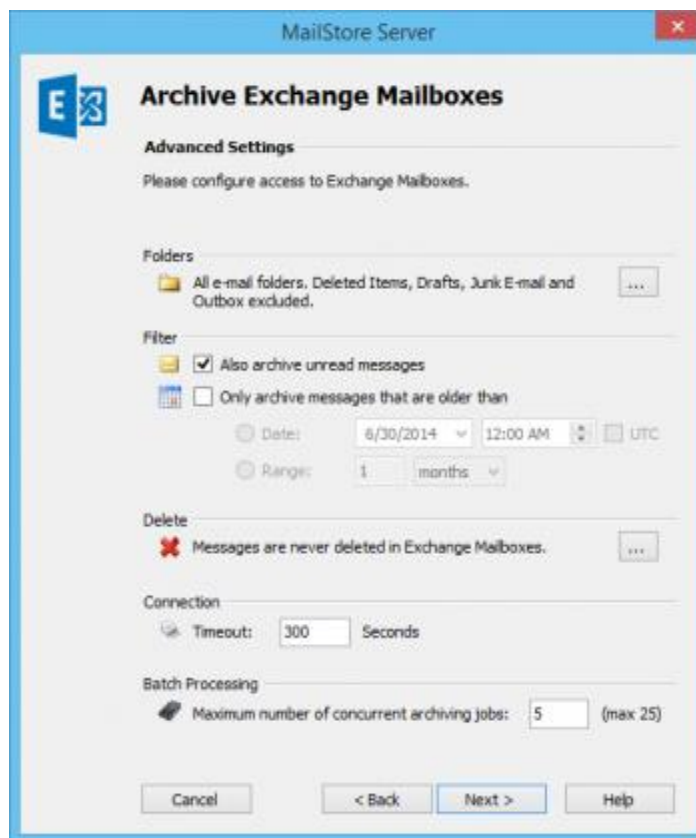 MailStore Server
E
Archive Exchange Mailboxes
Advanced Settings
Please configure access to Exchange Mailboxes.
Folders
All e-mail folders. Deleted Items, Drafts, Junk E-mail and
Outbox excluded.
...
Filter
Also archive unread messages
Only archive messages that are older than
Date: 6/30/2014 12:00 AM UTC
Range: 1 months
Delete
Messages are never deleted in Exchange Mailboxes. ...
Connection
Timeout: 300 Seconds
Batch Processing
Maximum number of concurrent archiving jobs: 5 (max 25)
Cancel < Back Next > Help